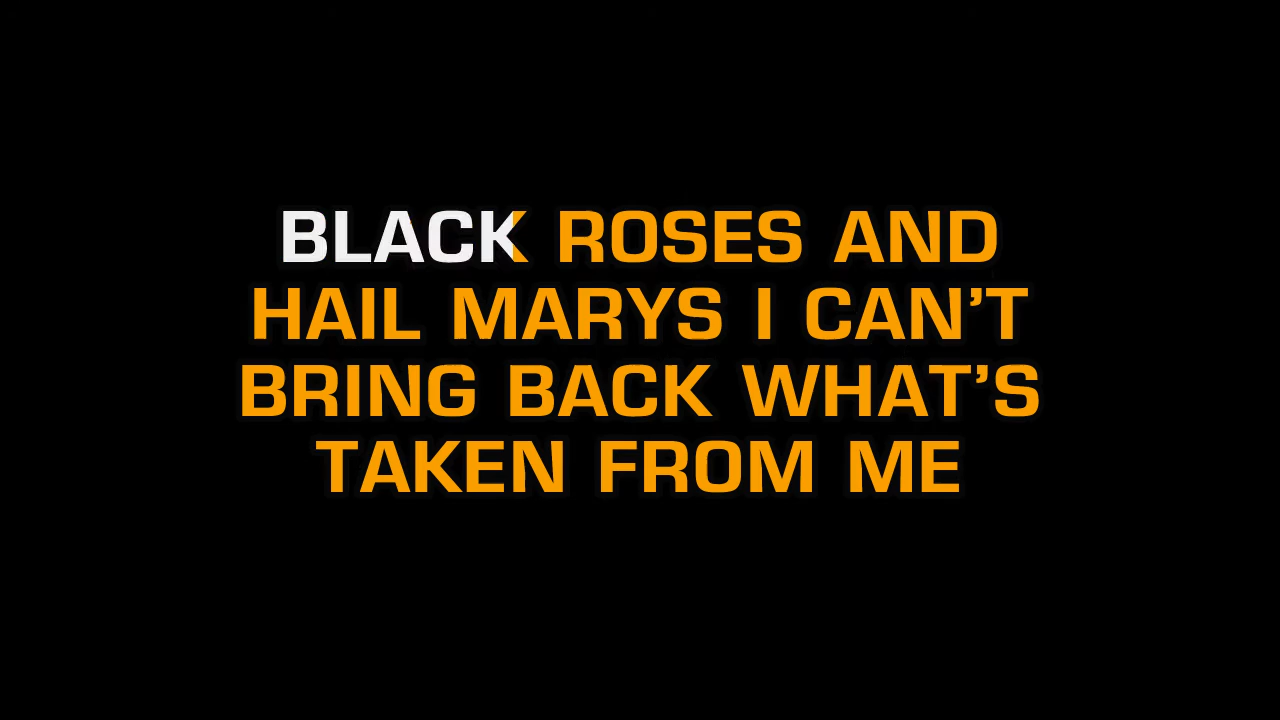 BLACK ROSES AND
HAIL MARYS I CAN’T
BRING BACK WHAT’S
TAKEN FROM ME